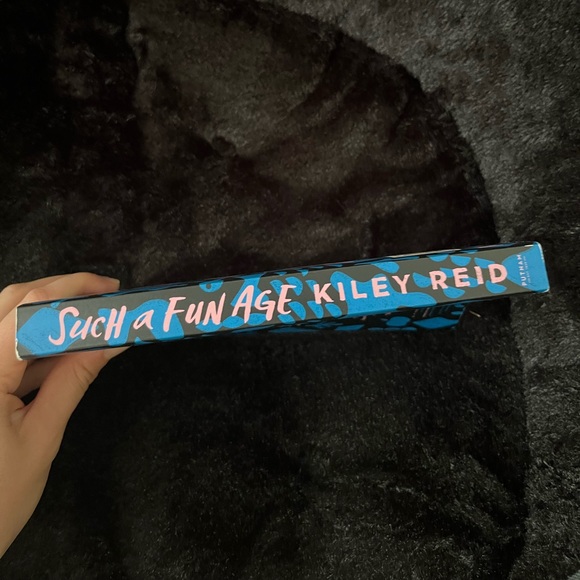 SUCH a FUN AGE KILEY REID
PUTNAM